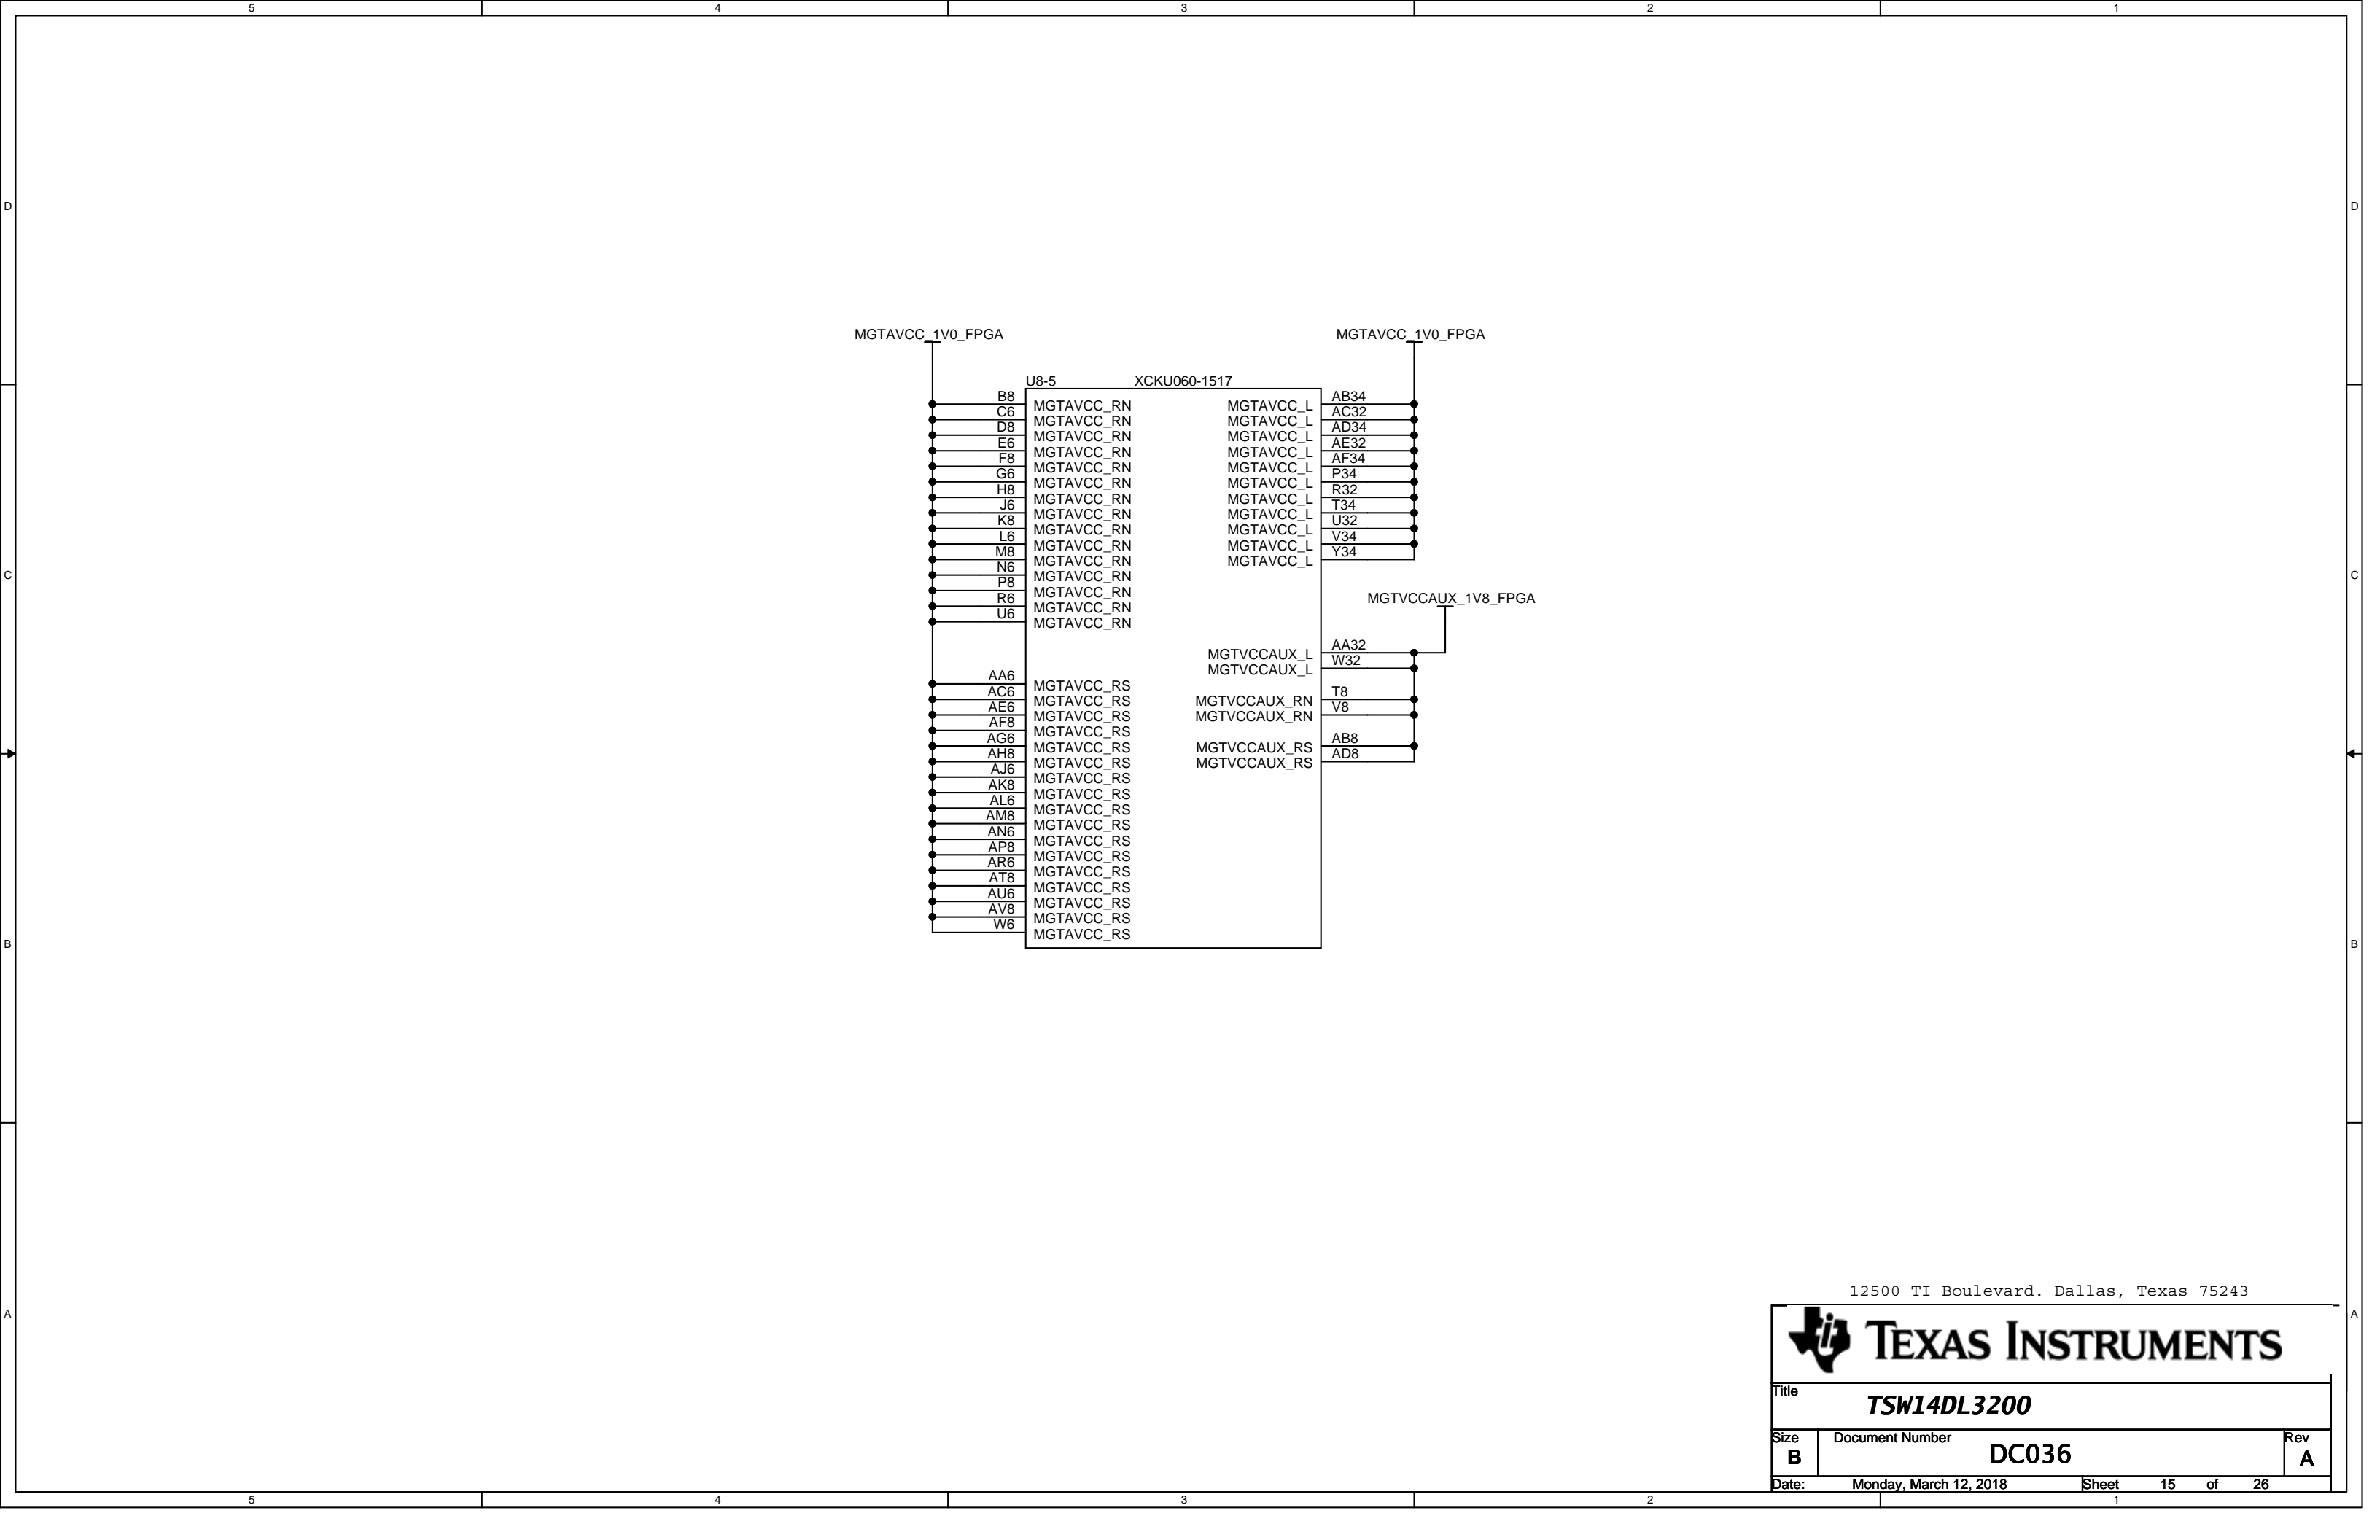 5 4 3 2 1
D D
MGTAVCC_1V0_FPGA MGTAVCC_1V0_FPGA
U8-5 XCKU060-1517
B8 MGTAVCC_RN MGTAVCC_L AB34
C6 MGTAVCC_RN MGTAVCC_L AC32
D8 MGTAVCC_RN MGTAVCC_L AD34
E6 MGTAVCC_RN MGTAVCC_L AE32
F8 MGTAVCC_RN MGTAVCC_L AF34
G6 MGTAVCC_RN MGTAVCC_L P34
H8 MGTAVCC_RN MGTAVCC_L R32
J6 MGTAVCC_RN MGTAVCC_L T34
K8 MGTAVCC_RN MGTAVCC_L U32
L6 MGTAVCC_RN MGTAVCC_L V34
M8 MGTAVCC_RN MGTAVCC_L Y34
N6 MGTAVCC_RN
C C
P8 MGTAVCC_RN
R6 MGTAVCC_RN MGTVCCAUX_1V8_FPGA
U6 MGTAVCC_RN
MGTVCCAUX_L AA32
MGTVCCAUX_L W32
AA6 MGTAVCC_RS
AC6 MGTAVCC_RS MGTVCCAUX_RN T8
AE6 MGTAVCC_RS MGTVCCAUX_RN V8
AF8 MGTAVCC_RS
AG6 MGTAVCC_RS MGTVCCAUX_RS AB8
AH8 MGTAVCC_RS MGTVCCAUX_RS AD8
AJ6 MGTAVCC_RS
AK8 MGTAVCC_RS
AL6 MGTAVCC_RS
AM8 MGTAVCC_RS
AN6 MGTAVCC_RS
AP8 MGTAVCC_RS
AR6 MGTAVCC_RS
AT8 MGTAVCC_RS
AU6 MGTAVCC_RS
AV8 MGTAVCC_RS
W6 MGTAVCC_RS
B B
12500 TI Boulevard. Dallas, Texas 75243
A A
TEXAS INSTRUMENTS
Title
TSW14DL3200
Size Document Number Rev
B DC036 A
Date: Monday, March 12, 2018 Sheet 15 of 26
5 4 3 2 1